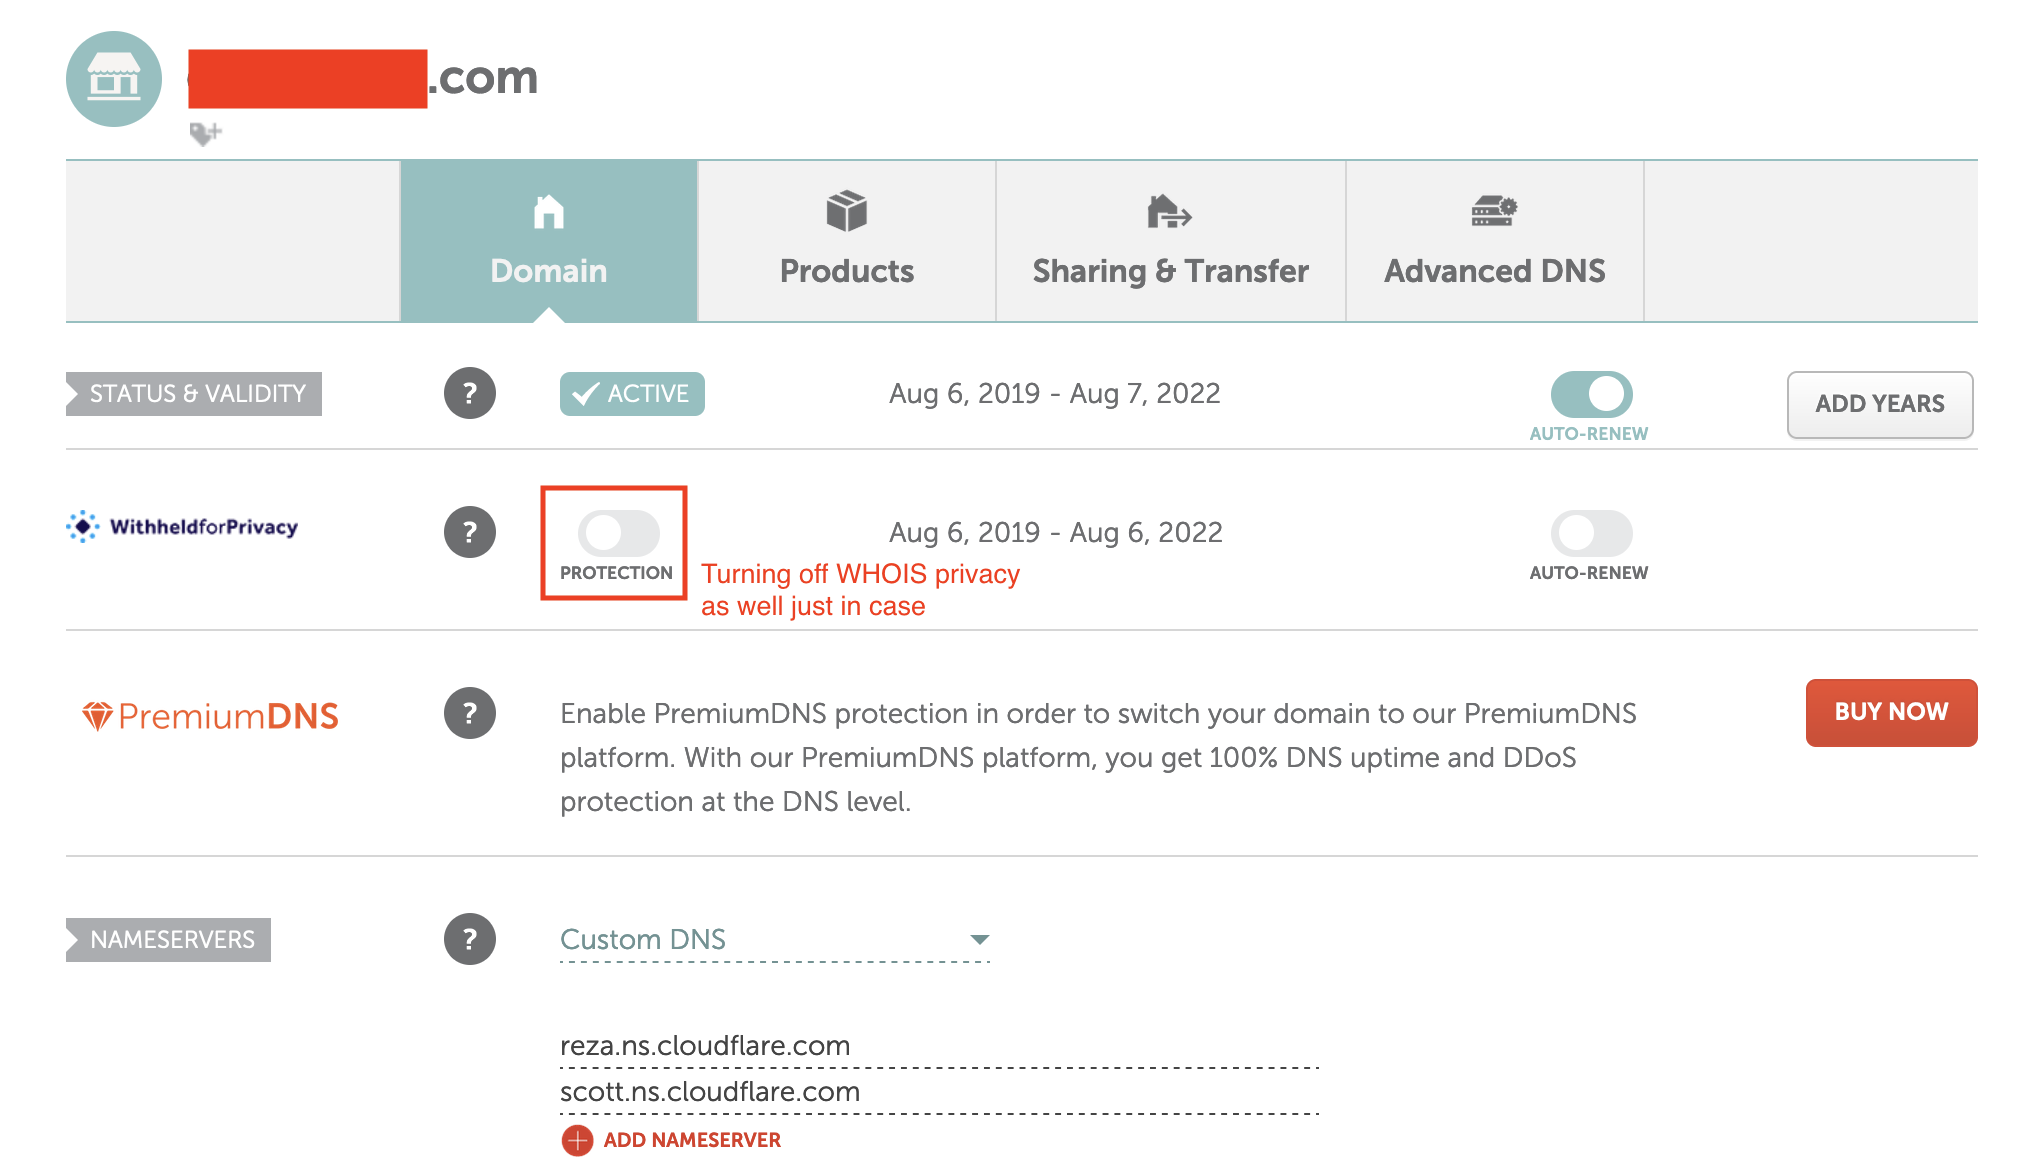 .com
Domain
Products
Sharing & Transfer
Advanced DNS
STATUS & VALIDITY
?
ACTIVE
Aug 6, 2019 - Aug 7, 2022
AUTO-RENEW
ADD YEARS
WithheldforPrivacy
?
PROTECTION
Aug 6, 2019 - Aug 6, 2022
AUTO-RENEW
Turning off WHOIS privacy
as well just in case
PremiumDNS
?
Enable PremiumDNS protection in order to switch your domain to our PremiumDNS
platform. With our PremiumDNS platform, you get 100% DNS uptime and DDoS
protection at the DNS level.
BUY NOW
NAMESERVERS
?
Custom DNS
reza.ns.cloudflare.com
scott.ns.cloudflare.com
ADD NAMESERVER